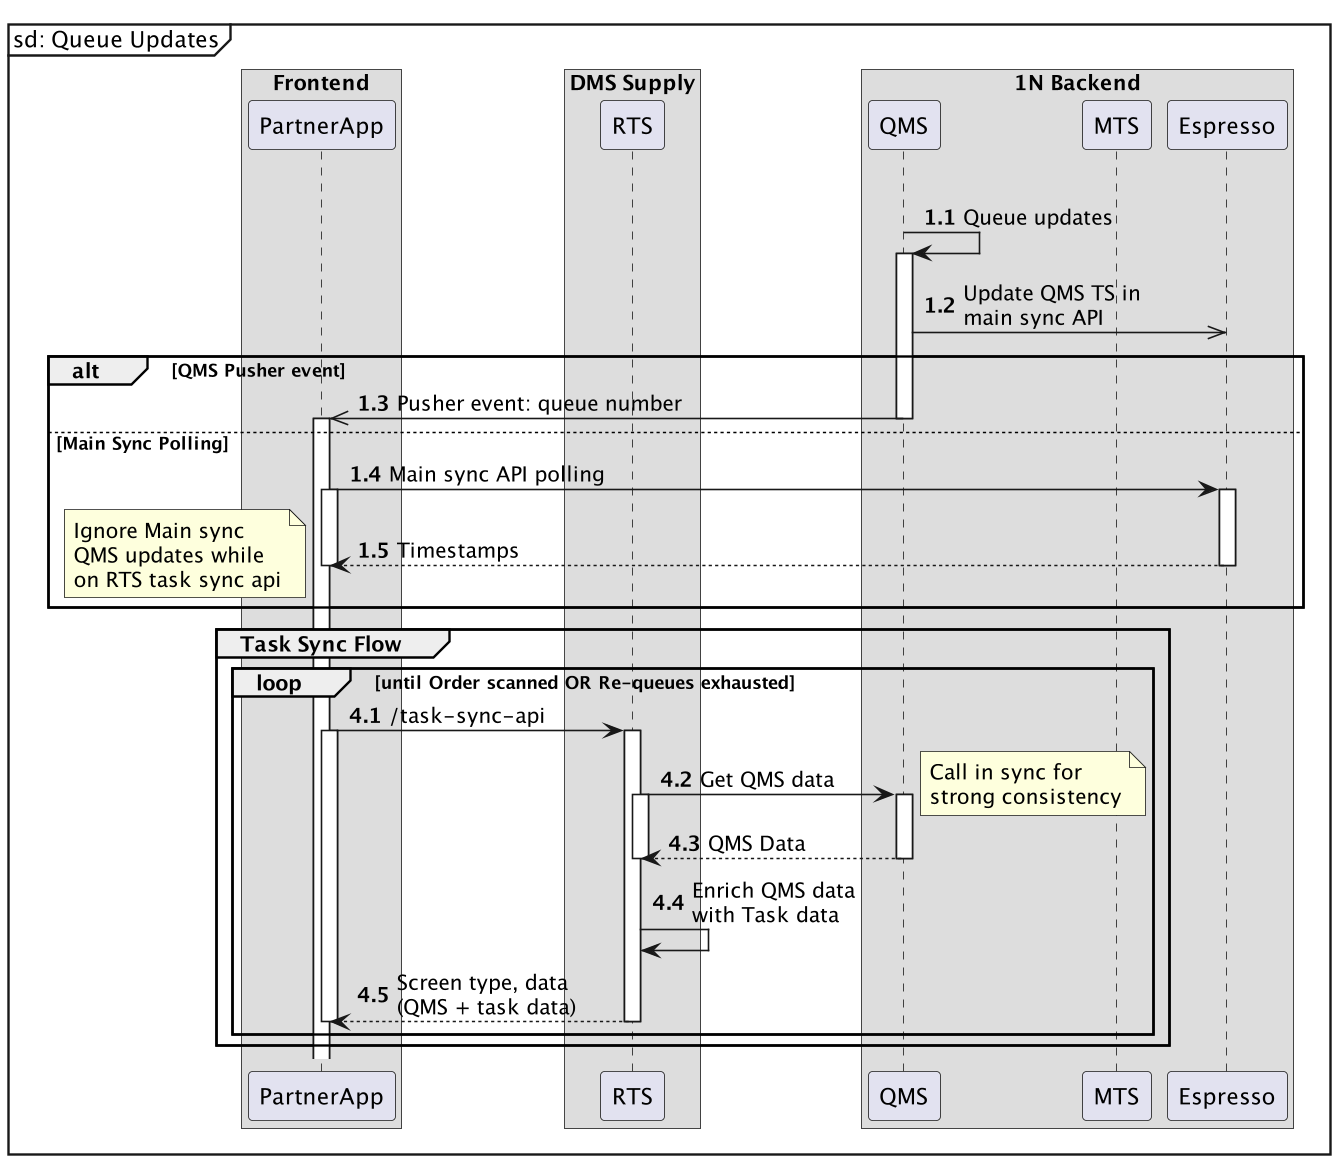 sd: Queue Updates
Frontend
DMS Supply
1N Backend
PartnerApp
RTS
QMS
MTS
Espresso
1.1 Queue updates
1.2 Update QMS TS in
main sync API
alt
[QMS Pusher event]
1.3 Pusher event: queue number
[Main Sync Polling]
1.4 Main sync API polling
Ignore Main sync
QMS updates while
on RTS task sync api
1.5 Timestamps
Task Sync Flow
loop
[until Order scanned OR Re-queues exhausted]
4.1 /task-sync-api
4.2 Get QMS data
Call in sync for
strong consistency
4.3 QMS Data
4.4 Enrich QMS data
with Task data
4.5 Screen type, data
(QMS + task data)
PartnerApp
RTS
QMS
MTS
Espresso